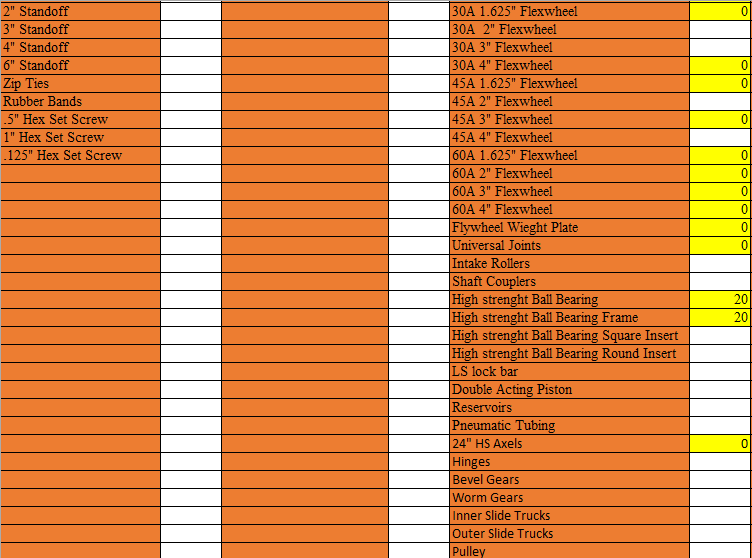 2" Standoff 30A 1.625" Flexwheel 0
3" Standoff 30A 2" Flexwheel
4" Standoff 30A 3" Flexwheel
6" Standoff 30A 4" Flexwheel 0
Zip Ties 45A 1.625" Flexwheel 0
Rubber Bands 45A 2" Flexwheel
.5" Hex Set Screw 45A 3" Flexwheel 0
1" Hex Set Screw 45A 4" Flexwheel
.125" Hex Set Screw 60A 1.625" Flexwheel 0
60A 2" Flexwheel 0
60A 3" Flexwheel 0
60A 4" Flexwheel 0
Flywheel Wieght Plate 0
Universal Joints 0
Intake Rollers
Shaft Couplers
High strenght Ball Bearing 20
High strenght Ball Bearing Frame 20
High strenght Ball Bearing Square Insert
High strenght Ball Bearing Round Insert
LS lock bar
Double Acting Piston
Reservoirs
Pneumatic Tubing
24" HS Axels 0
Hinges
Bevel Gears
Worm Gears
Inner Slide Trucks
Outer Slide Trucks
Pulley